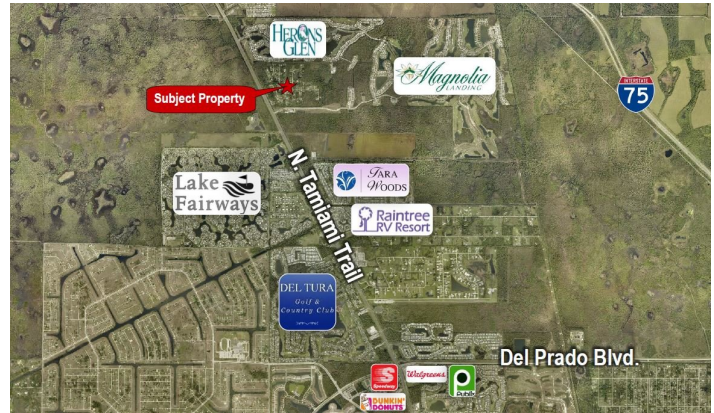 HERONS
GLEN
Magnolia
LANDING
INTERSTATE
75
Subject Property
N. Tamiami Trail
Lake
Fairways
TARA
WOODS
Raintree
RV Resort
DEL TURA
Golf &
Country Club
Del Prado Blvd.
Speedway
Walgreens
Publix
DUNKIN'
DONUTS